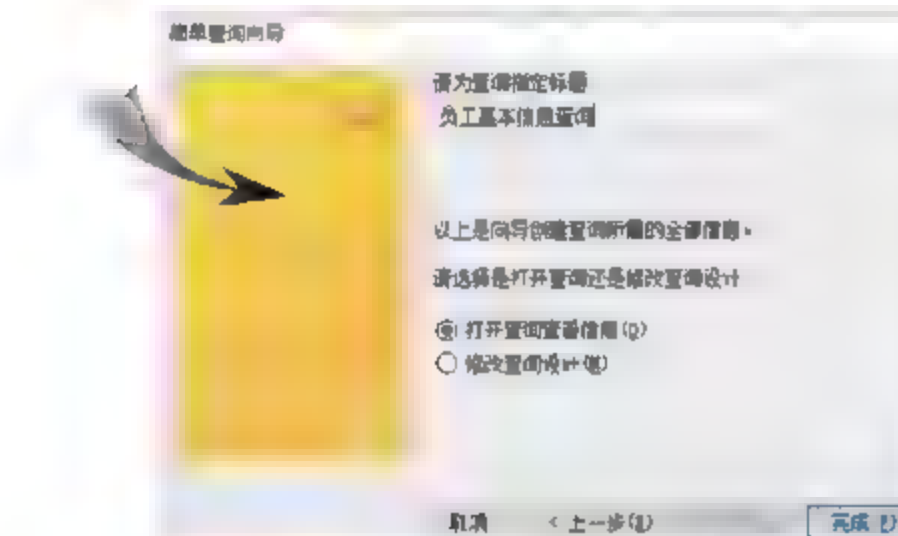 简单查询向导
请为查询指定标题
员工基本信息查询
以上是向导创建查询所需的全部信息。
请选择是打开查询还是修改查询设计
打开查询查看信息(O)
修改查询设计(M)
取消 < 上一步(B) 完成(F)